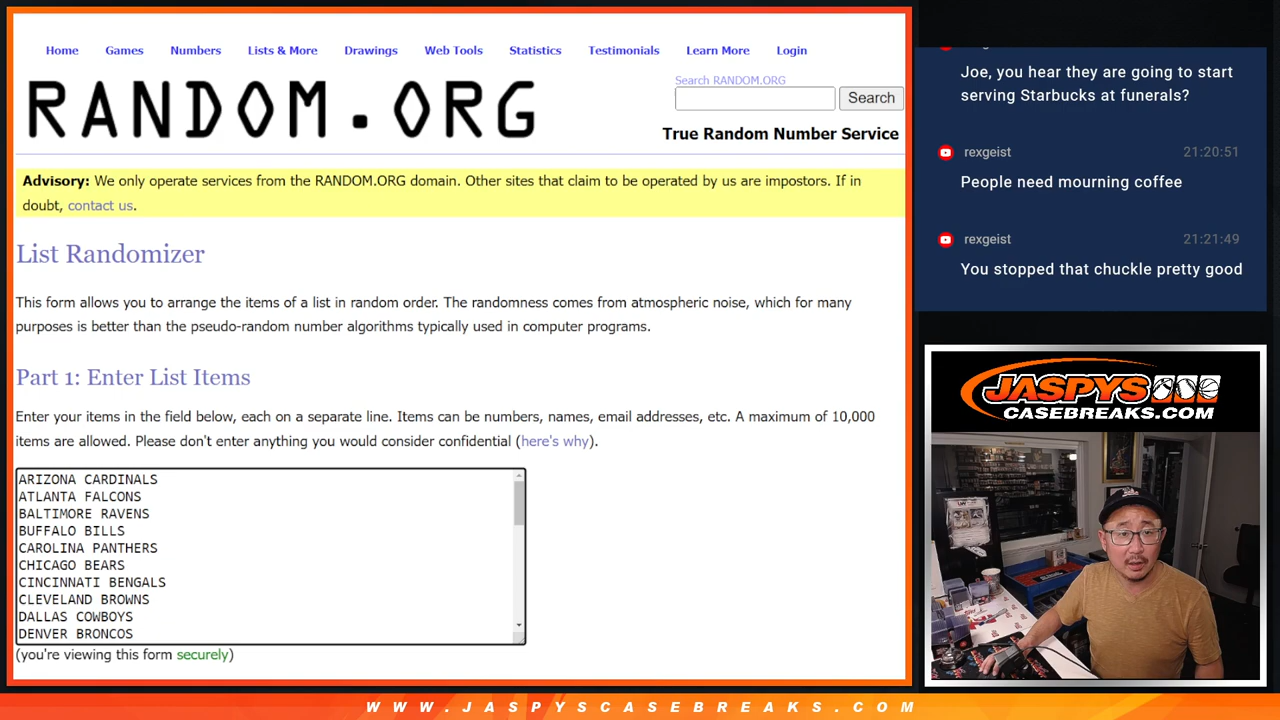 Home Games Numbers Lists & More Drawings Web Tools Statistics Testimonials Learn More Login
RANDOM.ORG
Search RANDOM.ORG
Search
True Random Number Service
Advisory: We only operate services from the RANDOM.ORG domain. Other sites that claim to be operated by us are impostors. If in
doubt, contact us.
List Randomizer
This form allows you to arrange the items of a list in random order. The randomness comes from atmospheric noise, which for many
purposes is better than the pseudo-random number algorithms typically used in computer programs.
Part 1: Enter List Items
Enter your items in the field below, each on a separate line. Items can be numbers, names, email addresses, etc. A maximum of 10,000
items are allowed. Please don't enter anything you would consider confidential (here's why).
ARIZONA CARDINALS
ATLANTA FALCONS
BALTIMORE RAVENS
BUFFALO BILLS
CAROLINA PANTHERS
CHICAGO BEARS
CINCINNATI BENGALS
CLEVELAND BROWNS
DALLAS COWBOYS
DENVER BRONCOS
(you're viewing this form securely)
Joe, you hear they are going to start
serving Starbucks at funerals?
rexgeist 21:20:51
People need mourning coffee
rexgeist 21:21:49
You stopped that chuckle pretty good
JASPYS
CASEBREAKS.COM
WWW.JASPYSCASEBREAKS.COM